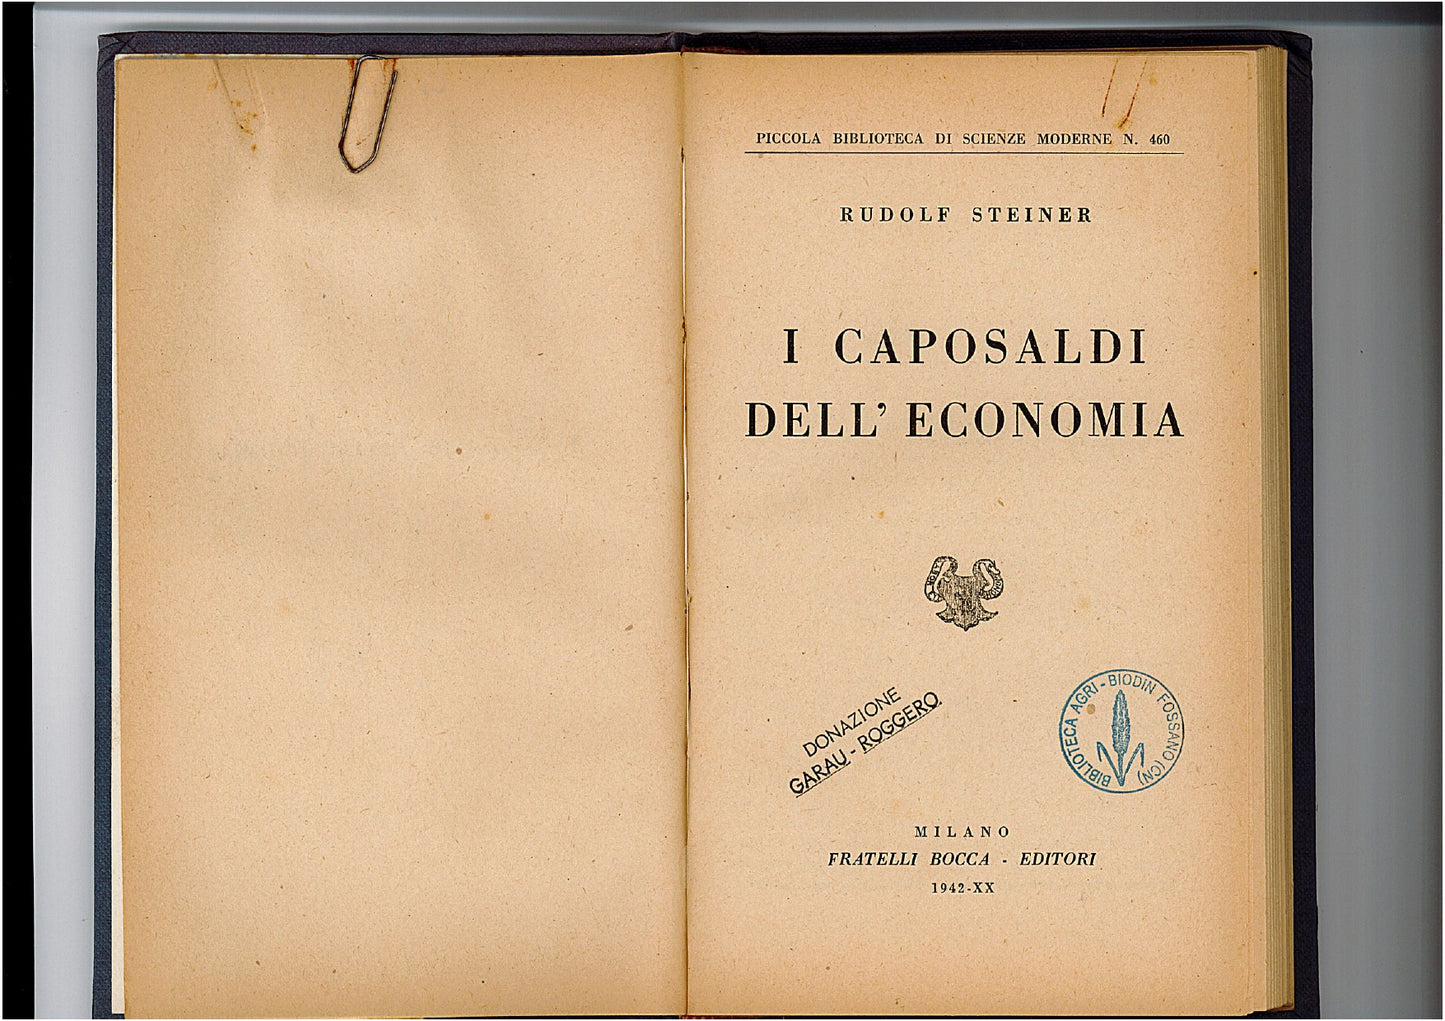 PICCOLA BIBLIOTECA DI SCIENZE MODERNE N. 460
RUDOLF STEINER
I CAPOSALDI
DELL' ECONOMIA
DONAZIONE
GARAU - ROGGERO
BIBLIOTECA AGRI-BIODIN FOSSANO (CN)
MILANO
FRATELLI BOCCA - EDITORI
1942-XX